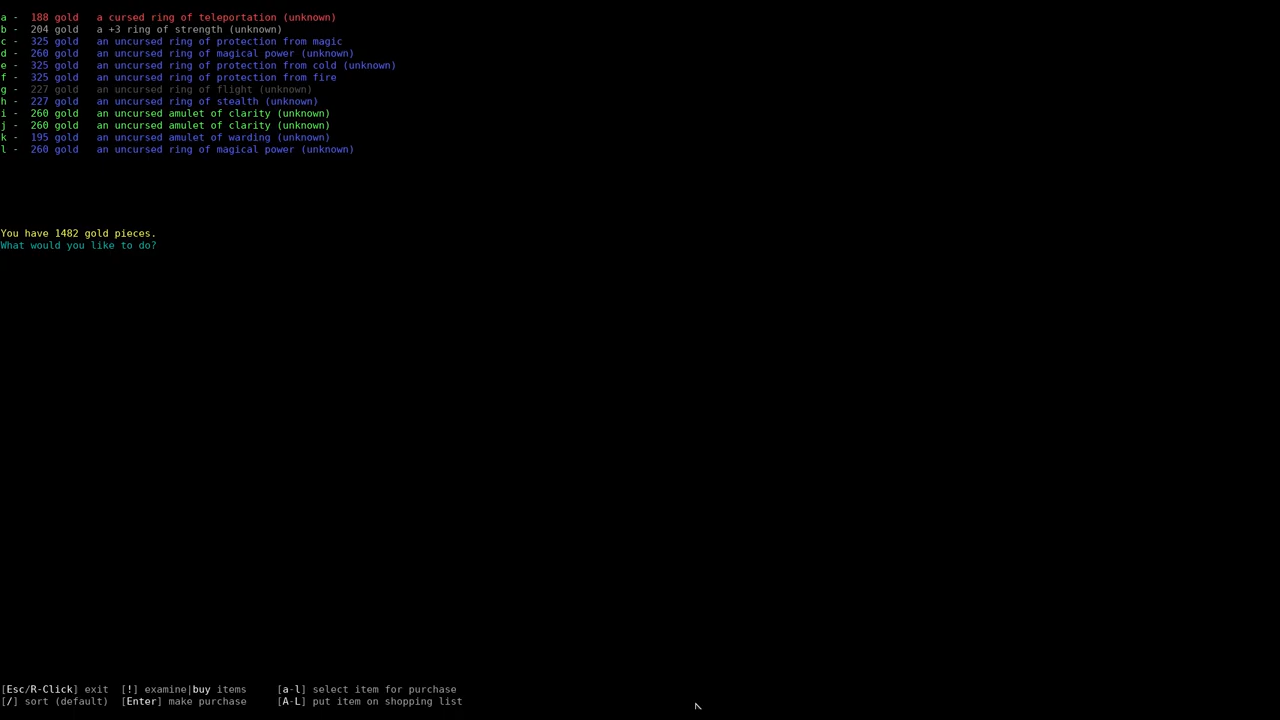 a -  188 gold   a cursed ring of teleportation (unknown)
b -  204 gold   a +3 ring of strength (unknown)
c -  325 gold   an uncursed ring of protection from magic
d -  260 gold   an uncursed ring of magical power (unknown)
e -  325 gold   an uncursed ring of protection from cold (unknown)
f -  325 gold   an uncursed ring of protection from fire
g -  227 gold   an uncursed ring of flight (unknown)
h -  227 gold   an uncursed ring of stealth (unknown)
i -  260 gold   an uncursed amulet of clarity (unknown)
j -  260 gold   an uncursed amulet of clarity (unknown)
k -  195 gold   an uncursed amulet of warding (unknown)
l -  260 gold   an uncursed ring of magical power (unknown)
You have 1482 gold pieces.
What would you like to do?
[Esc/R-Click] exit  [!] examine|buy items     [a-l] select item for purchase
[/] sort (default)  [Enter] make purchase     [A-L] put item on shopping list